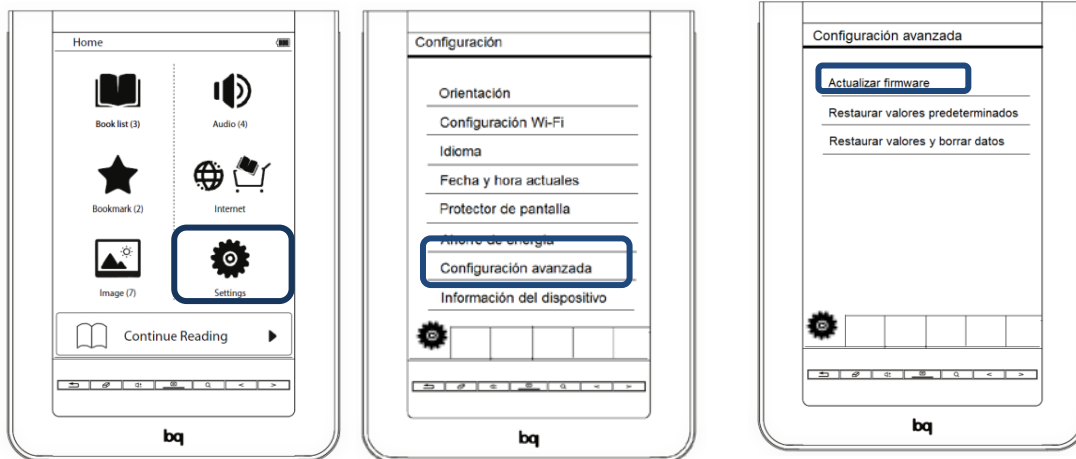 Home
Book list (3)
Audio (4)
Bookmark (2)
Internet
Image (7)
Settings
Continue Reading
bq
Configuración
Orientación
Configuración Wi-Fi
Idioma
Fecha y hora actuales
Protector de pantalla
Ahorro de energía
Configuración avanzada
Información del dispositivo
bq
Configuración avanzada
Actualizar firmware
Restaurar valores predeterminados
Restaurar valores y borrar datos
bq